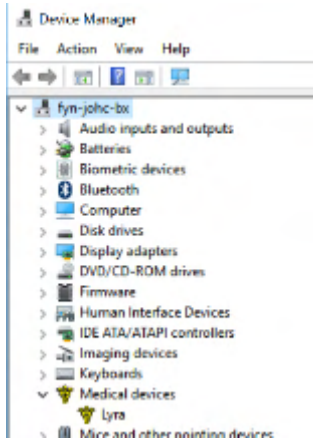 Device Manager
File Action View Help
fyn-johc-bx
Audio inputs and outputs
Batteries
Biometric devices
Bluetooth
Computer
Disk drives
Display adapters
DVD/CD-ROM drives
Firmware
Human Interface Devices
IDE ATA/ATAPI controllers
Imaging devices
Keyboards
Medical devices
Lyra
Mice and other pointing devices